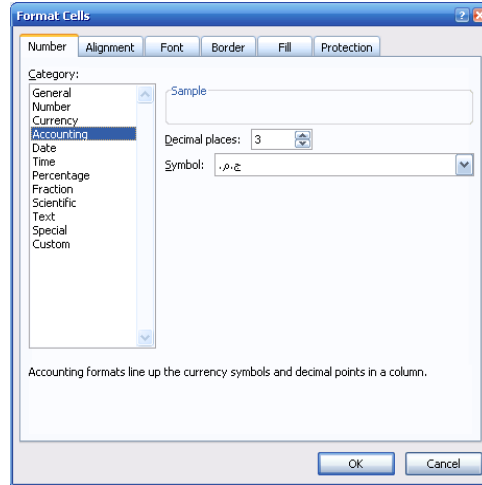 Format Cells
Number Alignment Font Border Fill Protection
Category:
General
Number
Currency
Accounting
Date
Time
Percentage
Fraction
Scientific
Text
Special
Custom
Sample
Decimal places: 3
Symbol: ج.م.‏
Accounting formats line up the currency symbols and decimal points in a column.
OK Cancel